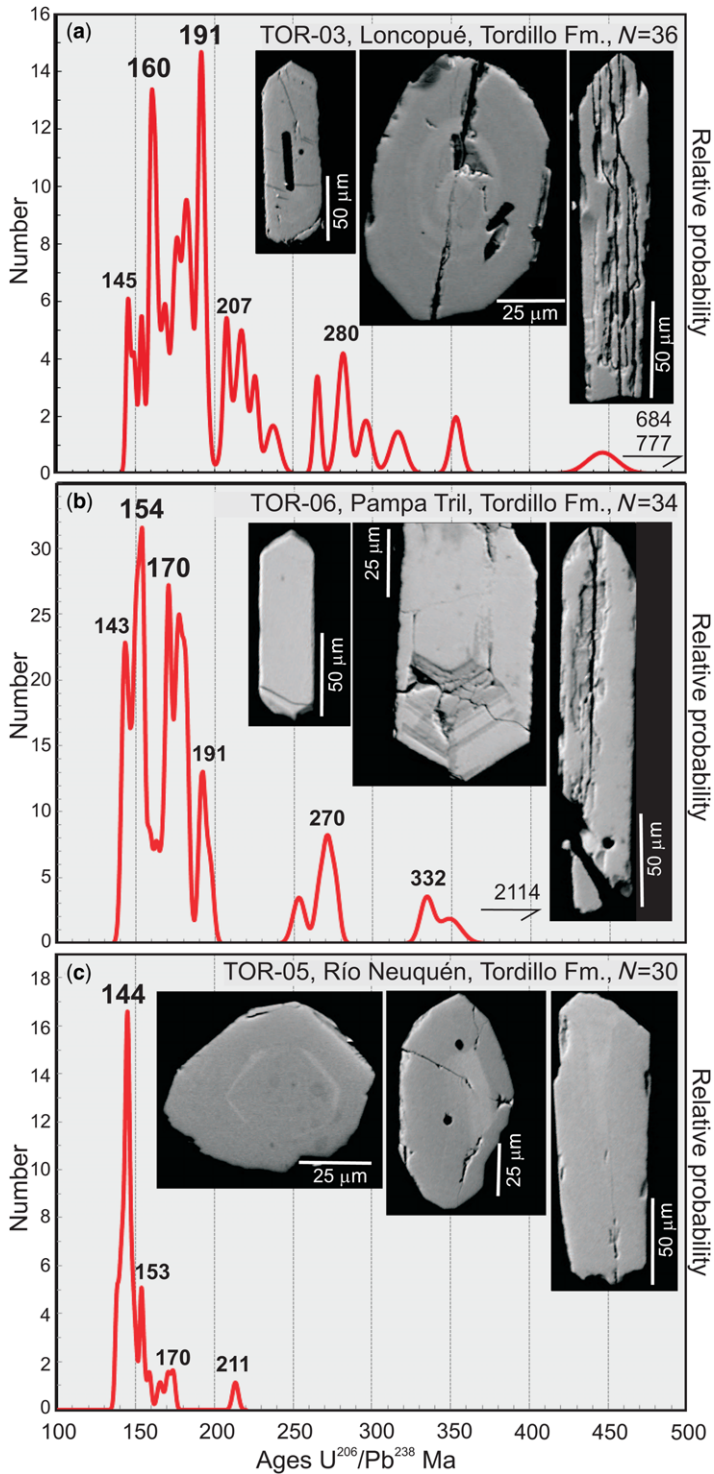 (a) TOR-03, Loncopué, Tordillo Fm., N=36
16
14
12
10
8
6
4
2
0
Number
Relative probability
145
160
191
207
280
684
777
50 µm
25 µm
50 µm
(b) TOR-06, Pampa Tril, Tordillo Fm., N=34
30
25
20
15
10
5
0
Number
Relative probability
143
154
170
191
270
332
2114
50 µm
25 µm
50 µm
(c) TOR-05, Río Neuquén, Tordillo Fm., N=30
18
16
14
12
10
8
6
4
2
0
Number
Relative probability
144
153
170
211
25 µm
25 µm
50 µm
100 150 200 250 300 350 400 450 500
Ages U206/Pb238 Ma